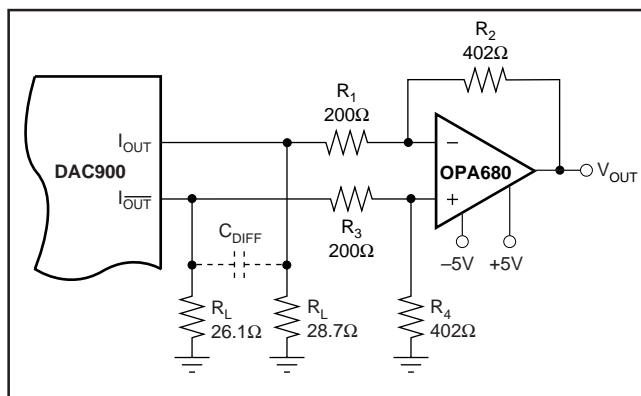 R2
402Ω
R1
200Ω
IOUT
DAC900
IOUT
−
OPA680
+
VOUT
R3
200Ω
CDIFF
–5V
+5V
RL
26.1Ω
RL
28.7Ω
R4
402Ω